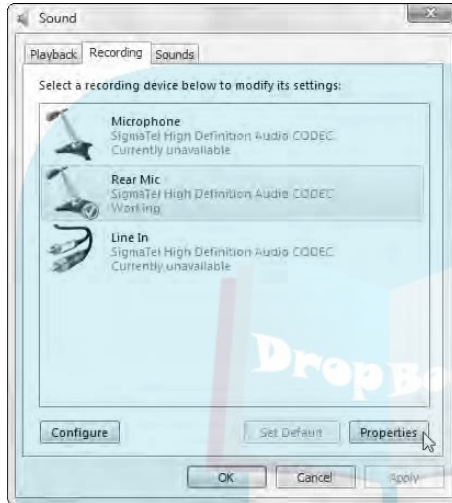 Sound
Playback Recording Sounds
Select a recording device below to modify its settings:
Microphone
SigmaTel High Definition Audio CODEC
Currently unavailable
Rear Mic
SigmaTel High Definition Audio CODEC
Working
Line In
SigmaTel High Definition Audio CODEC
Currently unavailable
DropBo
Configure Set Default Properties
OK Cancel Apply